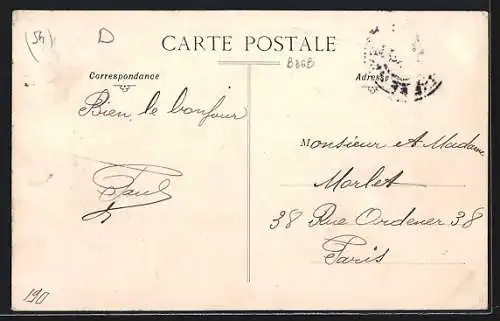 (54)
D
CARTE POSTALE
B86B
Correspondance
Adresse
Bien le bonjour
Paul
Monsieur et Madame
Morlet
38 Rue Ordener 38
Paris
190